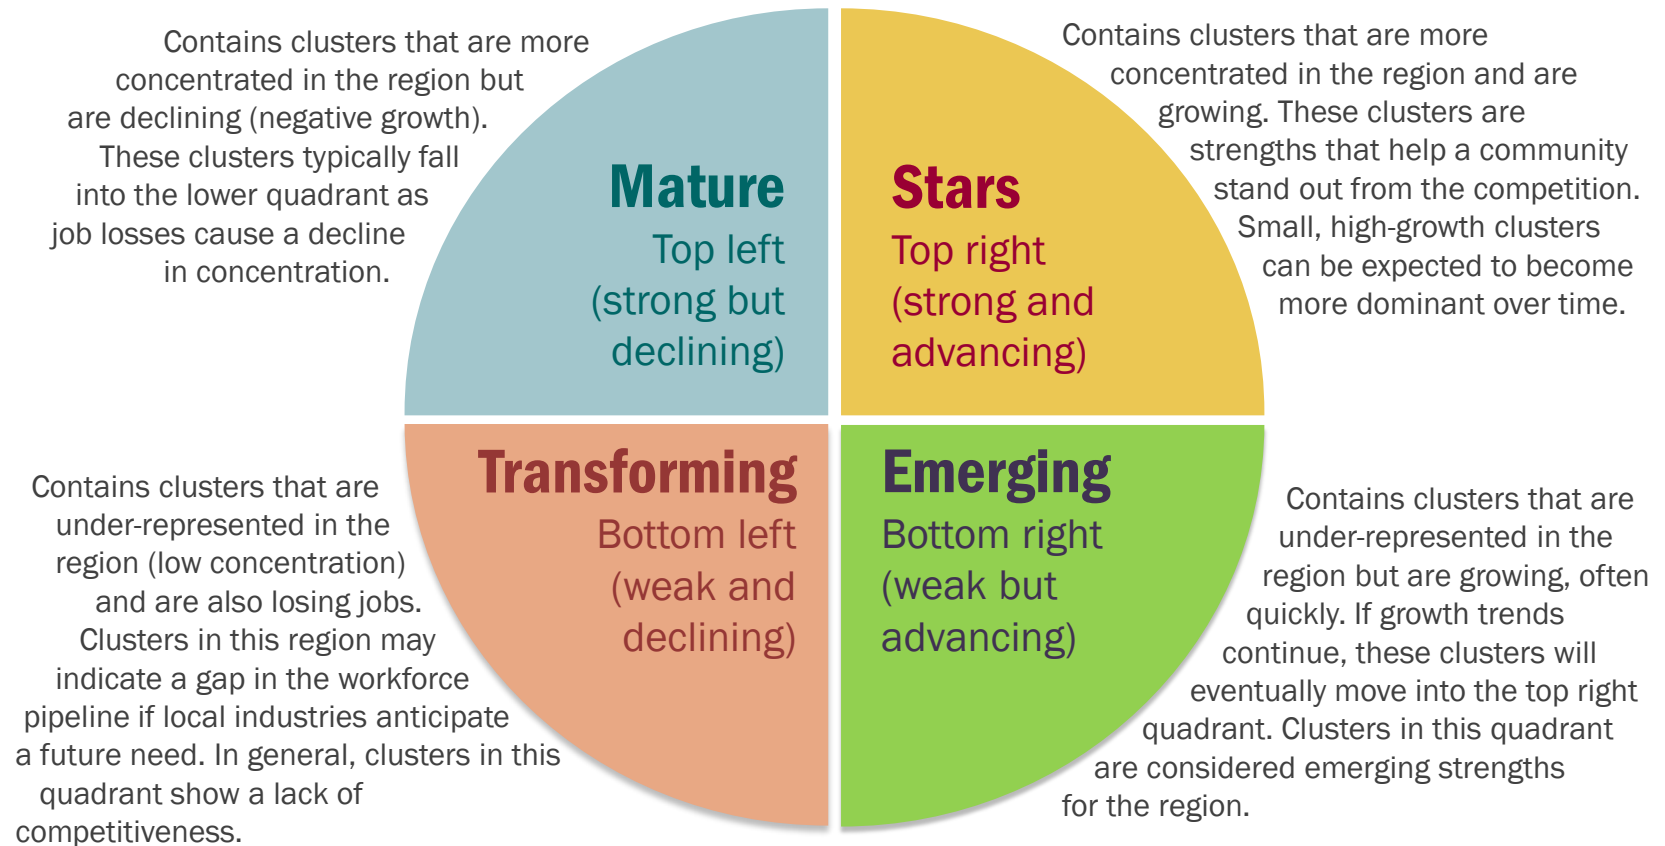 Contains clusters that are more
concentrated in the region but
are declining (negative growth).
These clusters typically fall
into the lower quadrant as
job losses cause a decline
in concentration.
Mature
Top left
(strong but
declining)
Stars
Top right
(strong and
advancing)
Contains clusters that are more
concentrated in the region and are
growing. These clusters are
strengths that help a community
stand out from the competition.
Small, high-growth clusters
can be expected to become
more dominant over time.
Contains clusters that are
under-represented in the
region (low concentration)
and are also losing jobs.
Clusters in this region may
indicate a gap in the workforce
pipeline if local industries anticipate
a future need. In general, clusters in this
quadrant show a lack of
competitiveness.
Transforming
Bottom left
(weak and
declining)
Emerging
Bottom right
(weak but
advancing)
Contains clusters that are
under-represented in the
region but are growing, often
quickly. If growth trends
continue, these clusters will
eventually move into the top right
quadrant. Clusters in this quadrant
are considered emerging strengths
for the region.